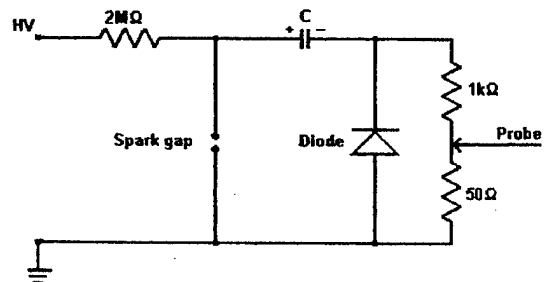 HV
2MΩ
C
+ −
1kΩ
Spark gap
Diode
Probe
50Ω